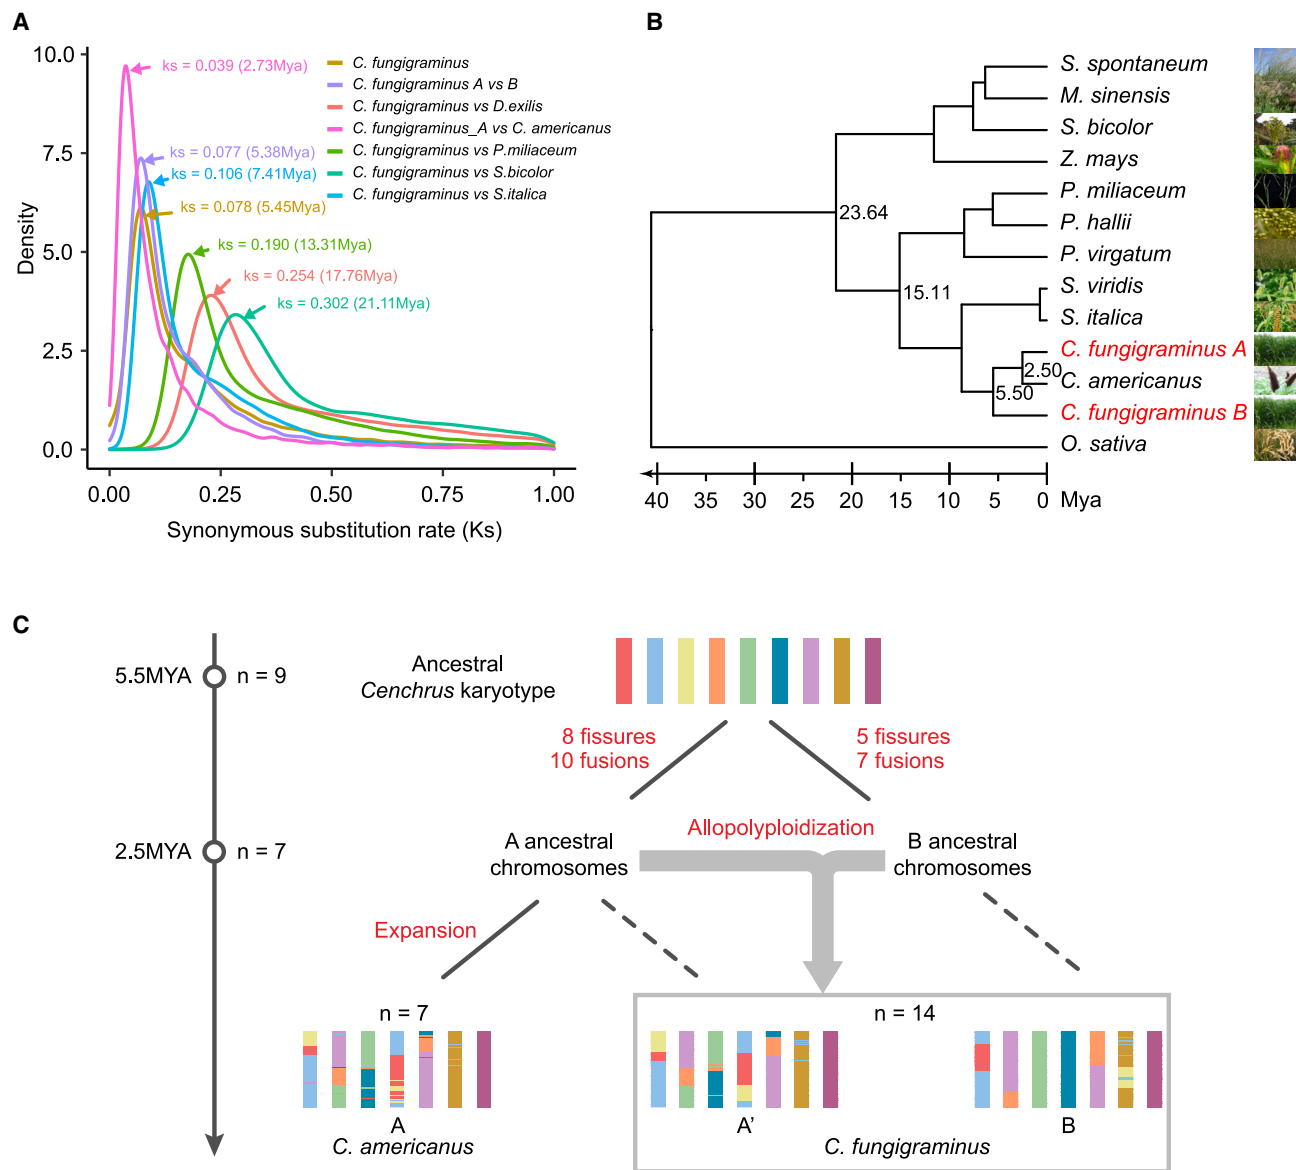 A
10.0
7.5
5.0
2.5
0.0
Density
ks = 0.039 (2.73Mya)
ks = 0.077 (5.38Mya)
ks = 0.106 (7.41Mya)
ks = 0.078 (5.45Mya)
ks = 0.190 (13.31Mya)
ks = 0.254 (17.76Mya)
ks = 0.302 (21.11Mya)
C. fungigraminus
C. fungigraminus A vs B
C. fungigraminus vs D.exilis
C. fungigraminus_A vs C. americanus
C. fungigraminus vs P.miliaceum
C. fungigraminus vs S.bicolor
C. fungigraminus vs S.italica
0.00 0.25 0.50 0.75 1.00
Synonymous substitution rate (Ks)
B
S. spontaneum
M. sinensis
S. bicolor
Z. mays
P. miliaceum
P. hallii
P. virgatum
S. viridis
S. italica
C. fungigraminus A
C. americanus
C. fungigraminus B
O. sativa
23.64
15.11
2.50
5.50
40 35 30 25 20 15 10 5 0 Mya
C
5.5MYA n = 9
2.5MYA n = 7
Ancestral
Cenchrus karyotype
8 fissures
10 fusions
5 fissures
7 fusions
Allopolyploidization
A ancestral
chromosomes
B ancestral
chromosomes
Expansion
n = 7
n = 14
A
C. americanus
A'
B
C. fungigraminus